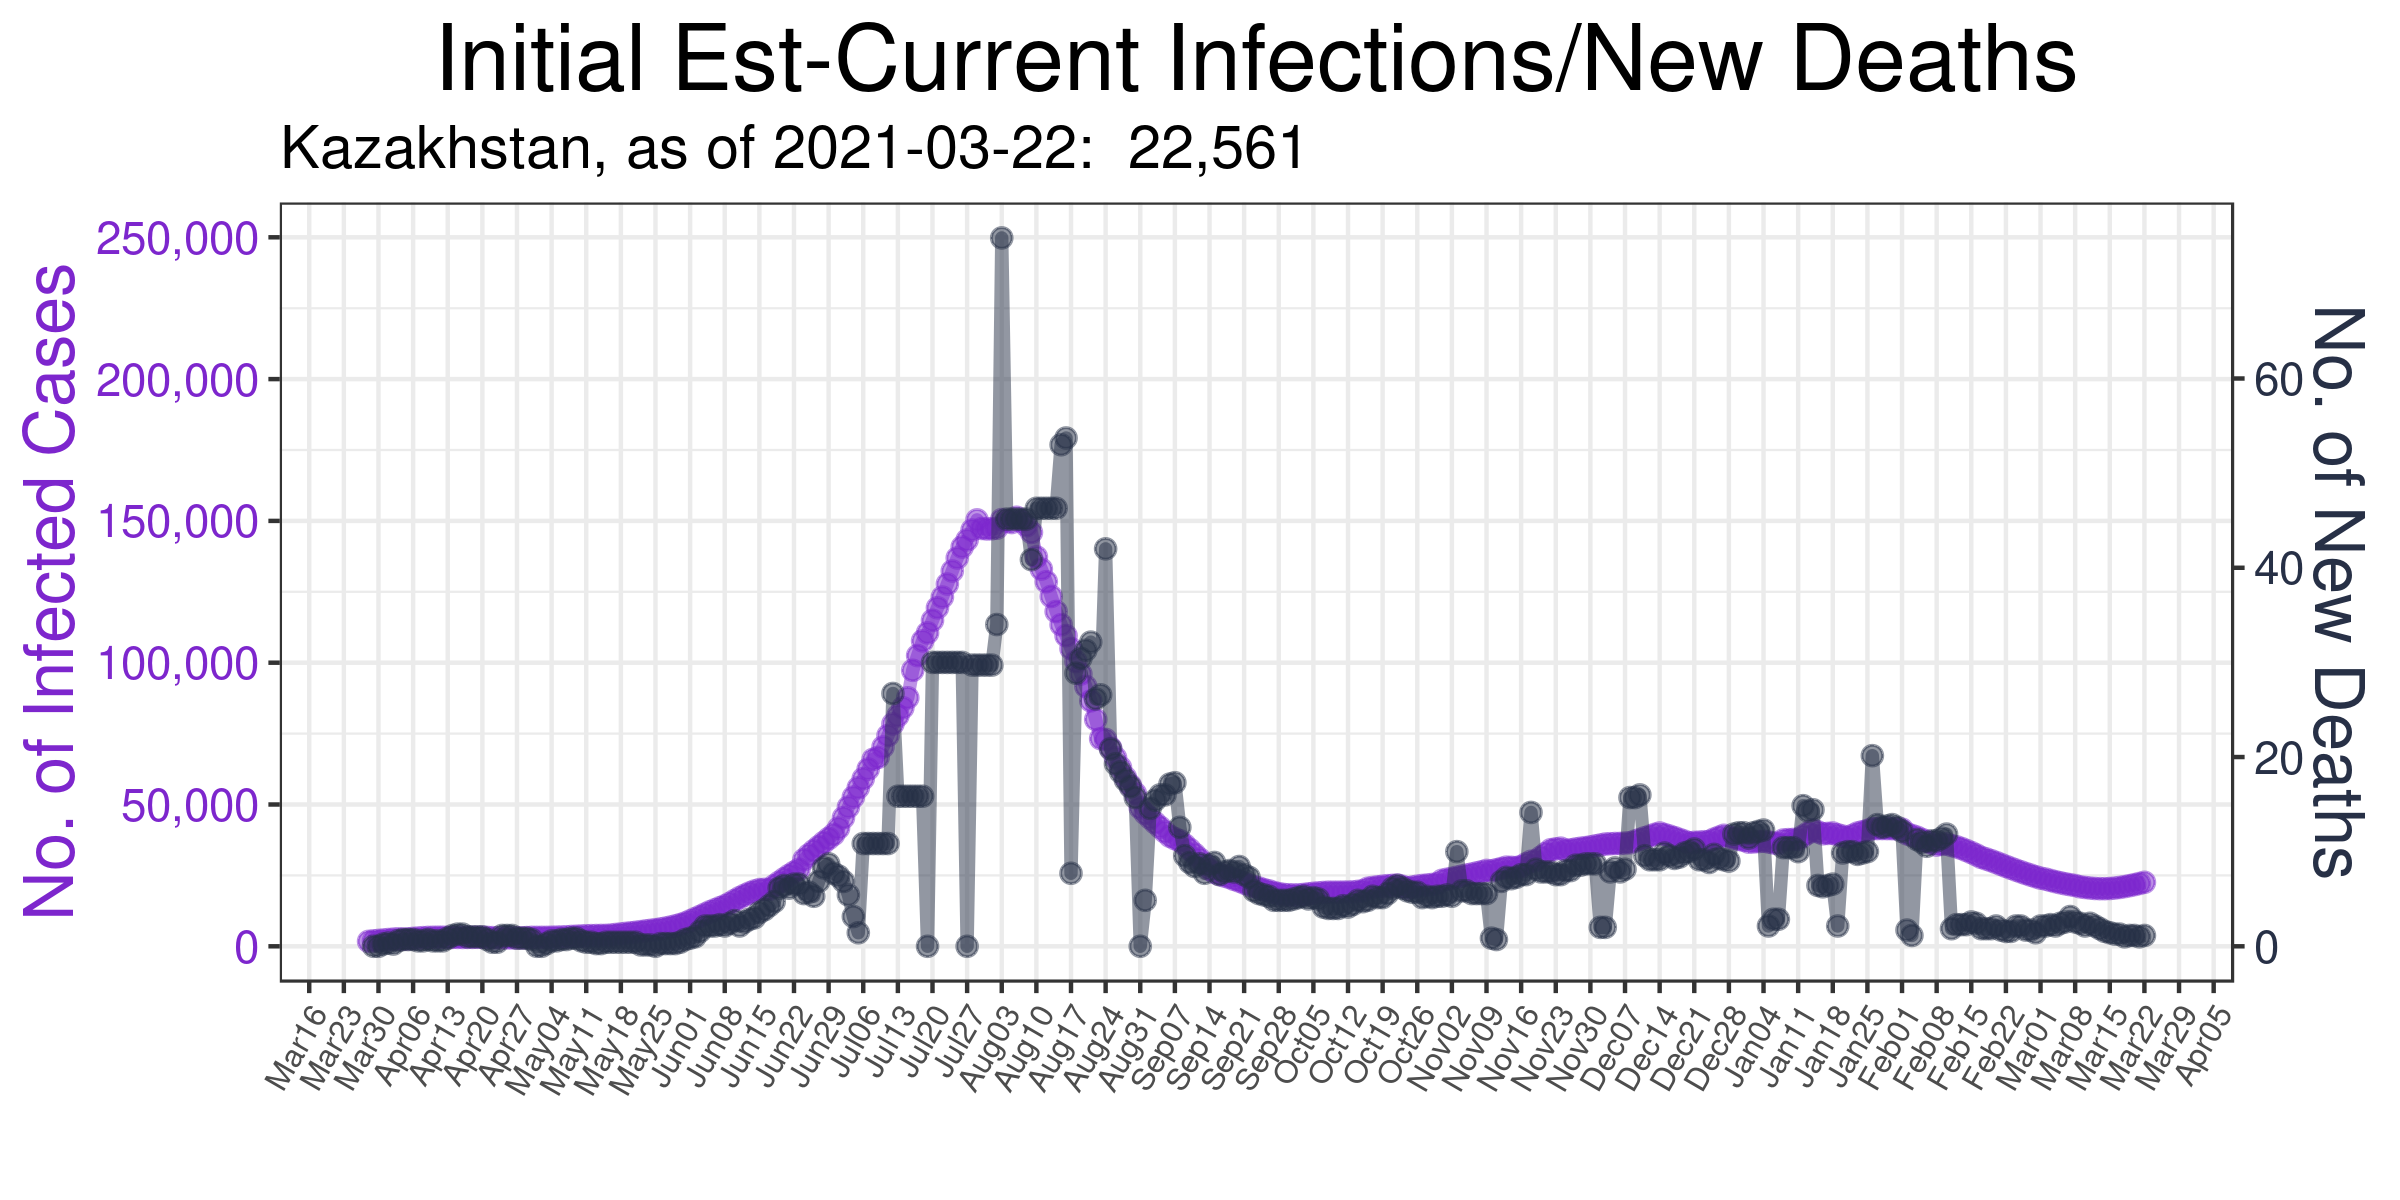 Initial Est-Current Infections/New Deaths
Kazakhstan, as of 2021-03-22:  22,561
No. of Infected Cases
250,000
200,000
150,000
100,000
50,000
0
60
40
20
0
No. of New Deaths
Mar16
Mar23
Mar30
Apr06
Apr13
Apr20
Apr27
May04
May11
May18
May25
Jun01
Jun08
Jun15
Jun22
Jun29
Jul06
Jul13
Jul20
Jul27
Aug03
Aug10
Aug17
Aug24
Aug31
Sep07
Sep14
Sep21
Sep28
Oct05
Oct12
Oct19
Oct26
Nov02
Nov09
Nov16
Nov23
Nov30
Dec07
Dec14
Dec21
Dec28
Jan04
Jan11
Jan18
Jan25
Feb01
Feb08
Feb15
Feb22
Mar01
Mar08
Mar15
Mar22
Mar29
Apr05